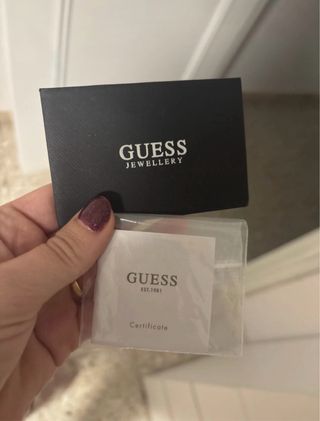 GUESS
JEWELLERY
GUESS
EST. 1981
Certificate